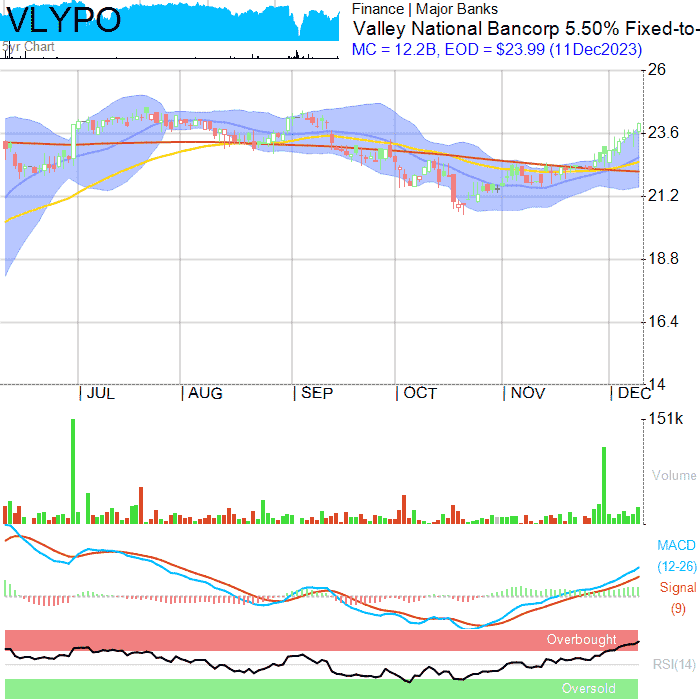 VLYPO
5yr Chart
Finance | Major Banks
Valley National Bancorp 5.50% Fixed-to-
MC = 12.2B, EOD = $23.99 (11Dec2023)
26
23.6
21.2
18.8
16.4
14
| JUL | AUG | SEP | OCT | NOV | DEC
151k
Volume
MACD
(12-26)
Signal
(9)
Overbought
RSI(14)
Oversold